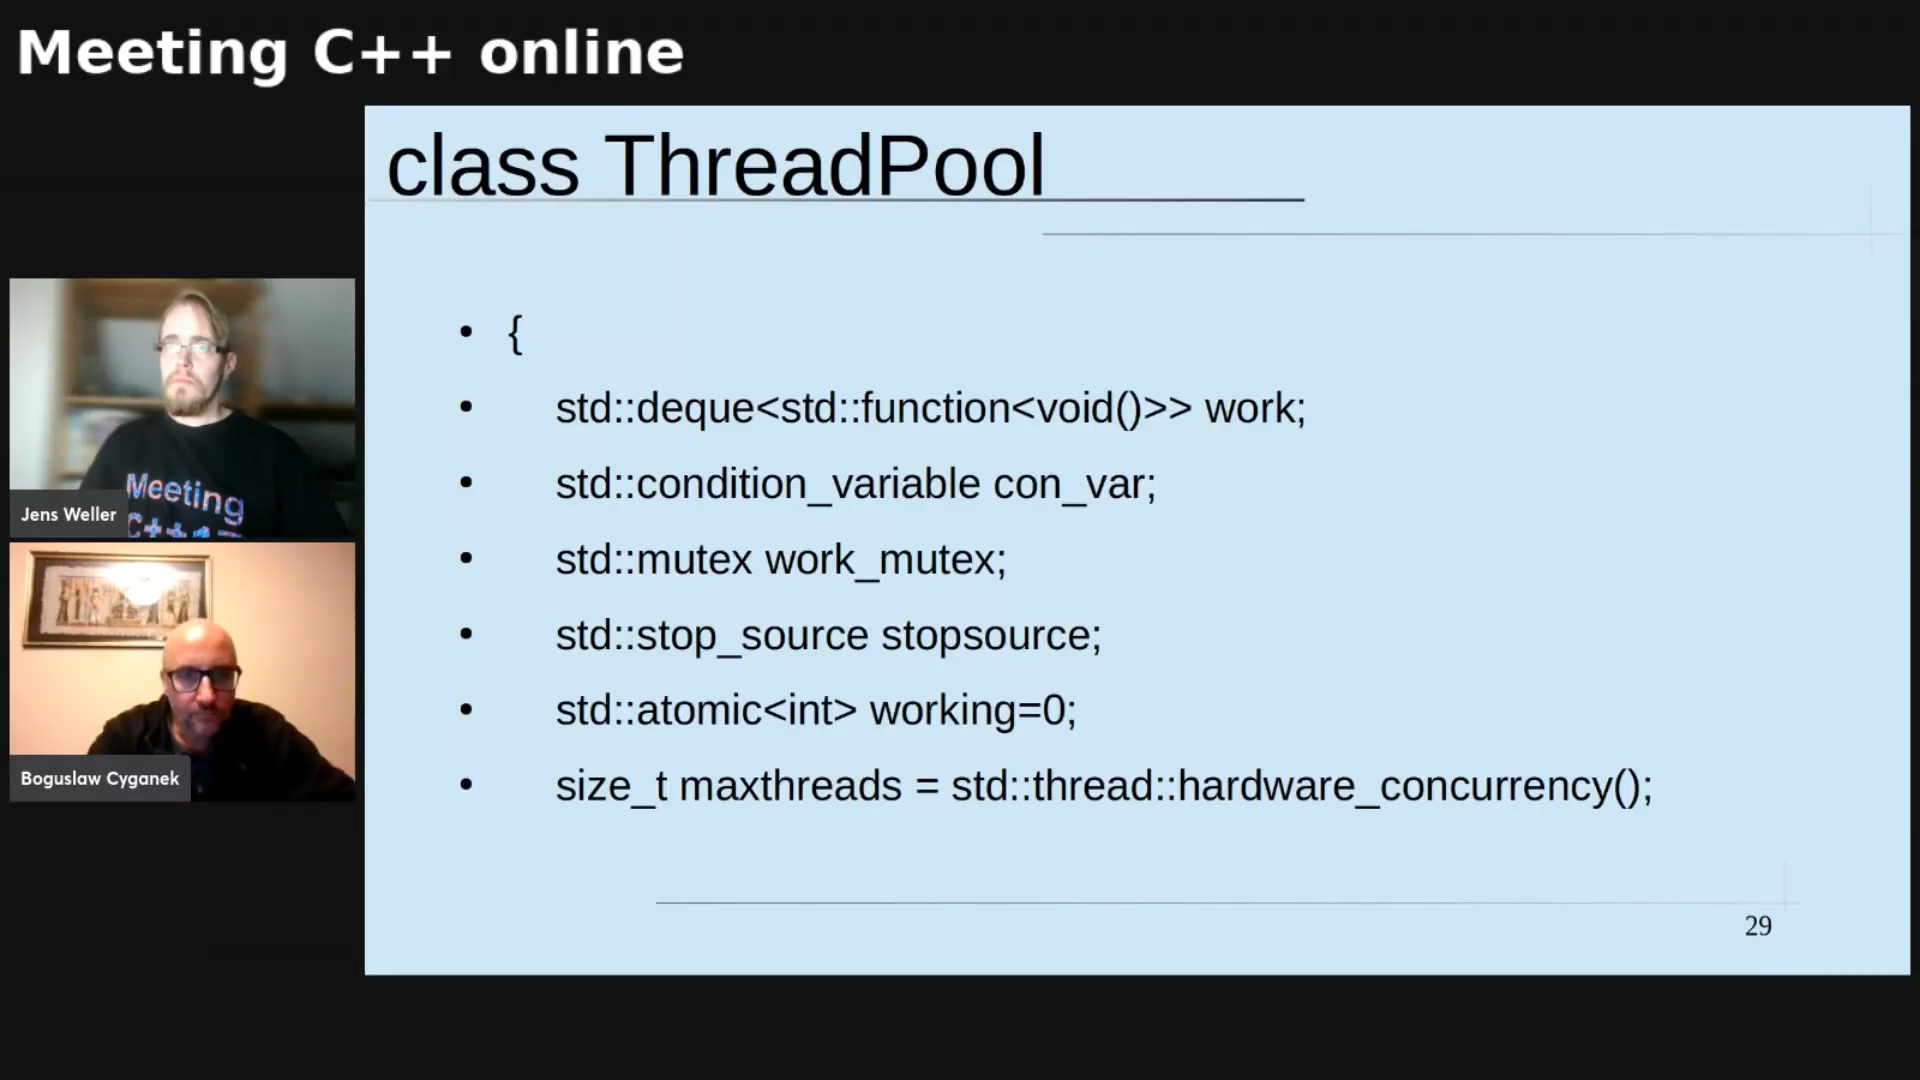 Meeting C++ online
class ThreadPool
{
std::deque<std::function<void()>> work;
std::condition_variable con_var;
std::mutex work_mutex;
std::stop_source stopsource;
std::atomic<int> working=0;
size_t maxthreads = std::thread::hardware_concurrency();
29
Meeting
Jens Weller
Boguslaw Cyganek